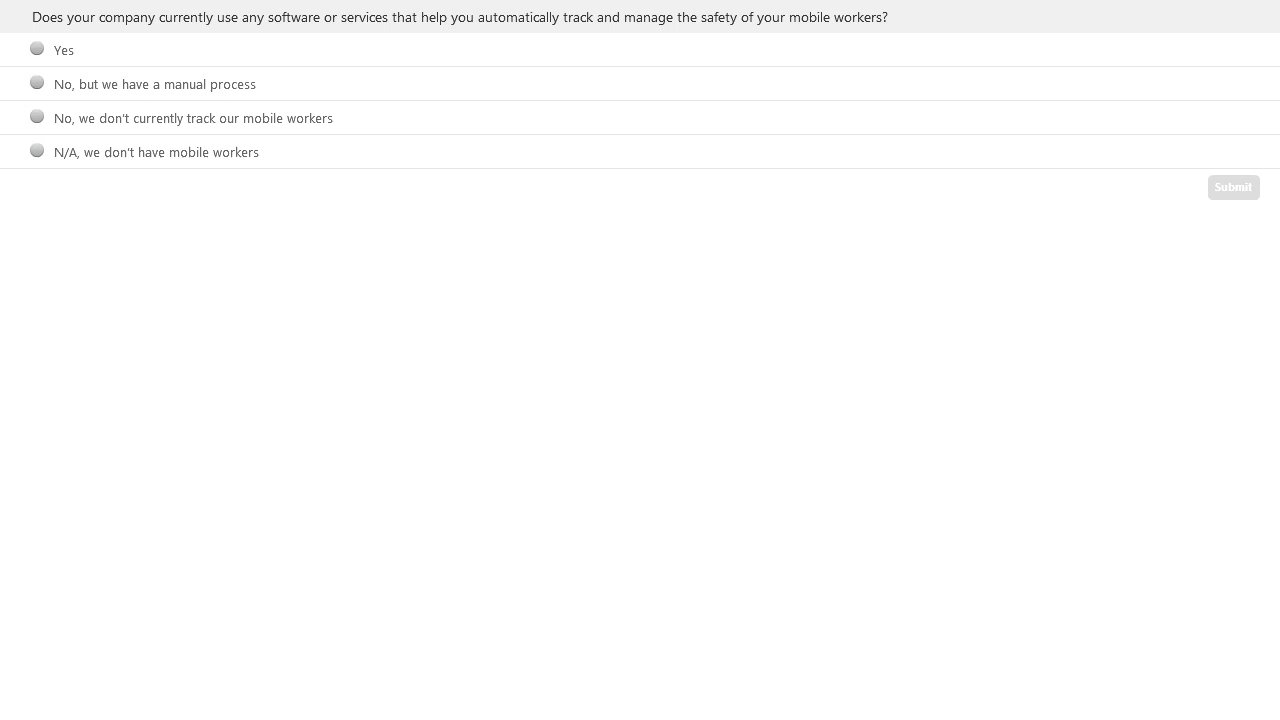 Does your company currently use any software or services that help you automatically track and manage the safety of your mobile workers?
Yes
No, but we have a manual process
No, we don't currently track our mobile workers
N/A, we don't have mobile workers
Submit